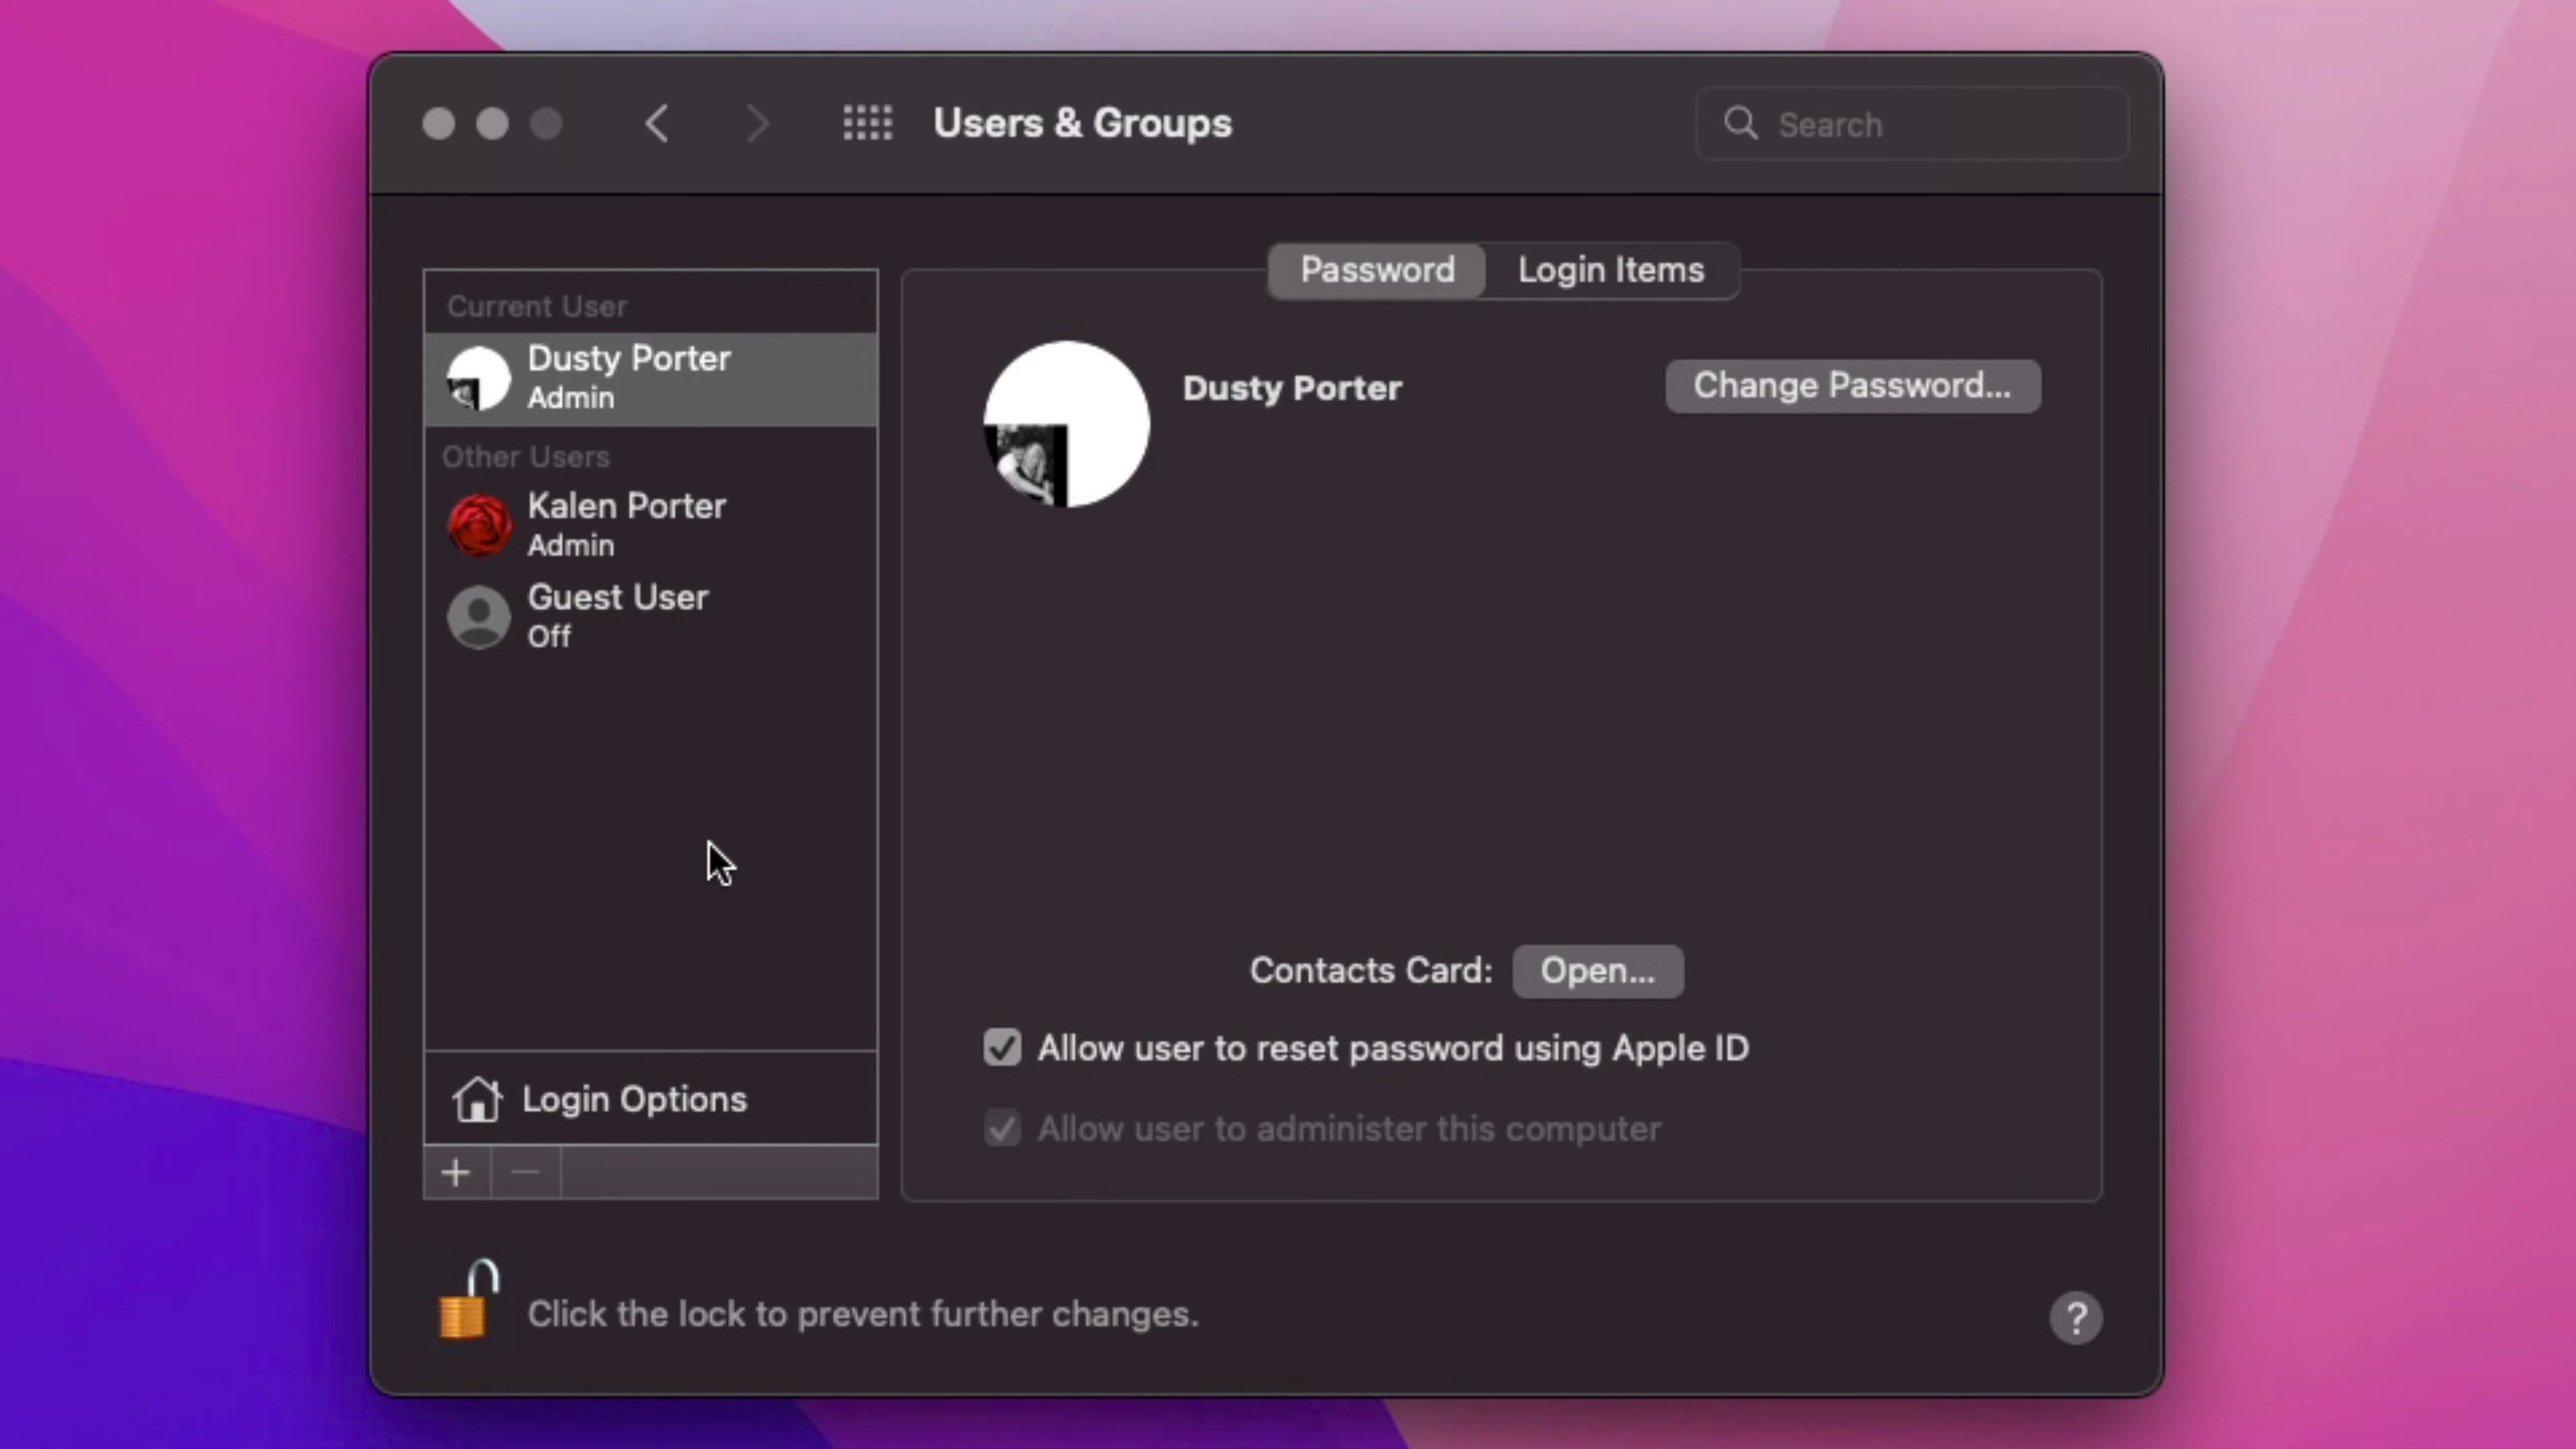 Users & Groups
Search
Current User
Dusty Porter
Admin
Other Users
Kalen Porter
Admin
Guest User
Off
Login Options
Password
Login Items
Dusty Porter
Change Password...
Contacts Card:
Open...
Allow user to reset password using Apple ID
Allow user to administer this computer
Click the lock to prevent further changes.
?